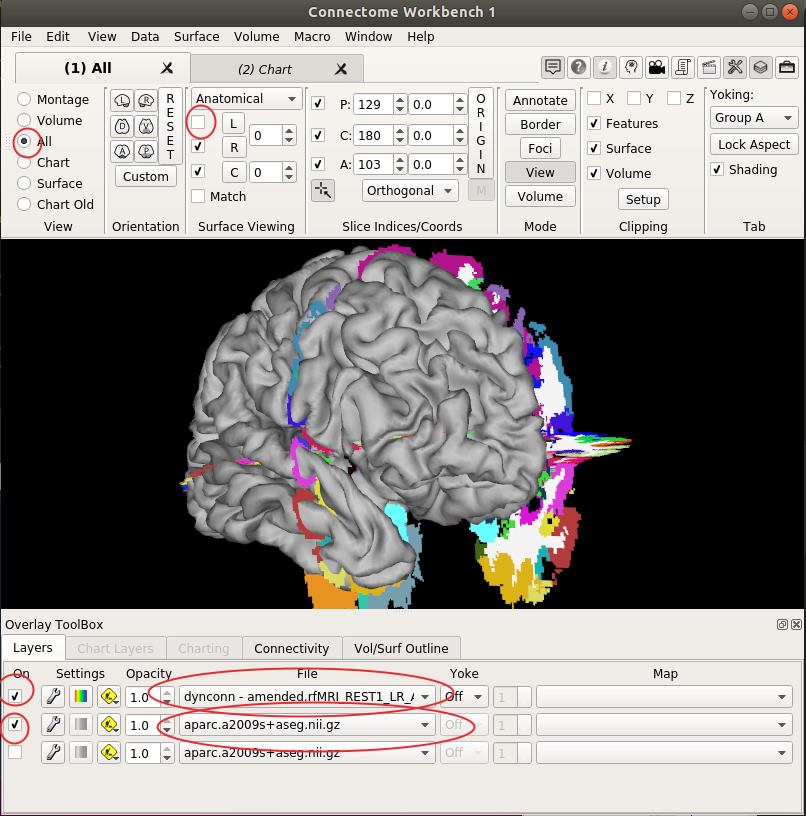 Connectome Workbench 1
File Edit View Data Surface Volume Macro Window Help
(1) All (2) Chart
Montage
Volume
All
Chart
Surface
Chart Old
View
L R
D V
A P
RESET
Custom
Orientation
Anatomical
L 0
R
C 0
Match
Surface Viewing
P: 129 0.0
C: 180 0.0
A: 103 0.0
Orthogonal M
ORIGIN
Slice Indices/Coords
Annotate
Border
Foci
View
Volume
Mode
X Y Z
Features
Surface
Volume
Setup
Clipping
Yoking:
Group A
Lock Aspect
Shading
Tab
Overlay ToolBox
Layers Chart Layers Charting Connectivity Vol/Surf Outline
On Settings Opacity File Yoke Map
1.0 dynconn - amended.rfMRI_REST1_LR_A Off 1
1.0 aparc.a2009s+aseg.nii.gz Off 1
1.0 aparc.a2009s+aseg.nii.gz Off 1